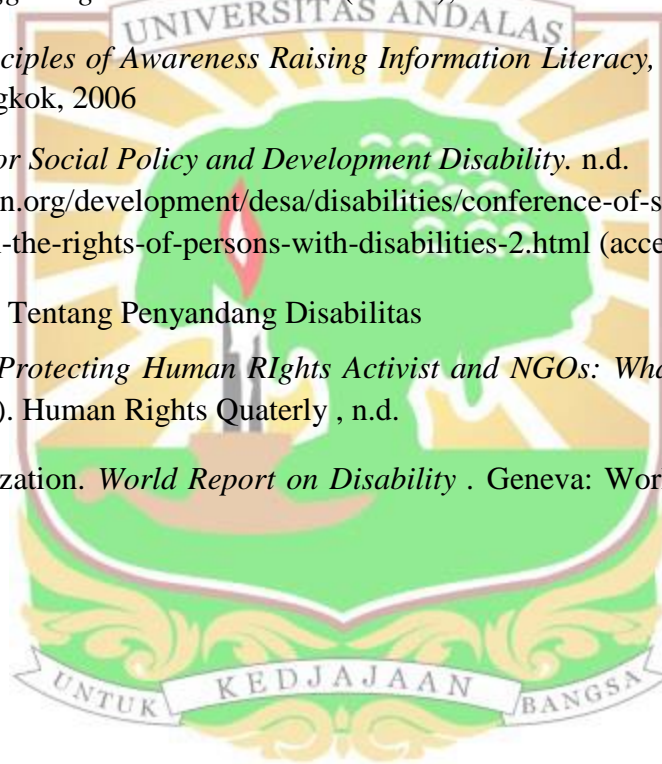 UNIVERSITAS ANDALAS
ciples of Awareness Raising Information Literacy,
gkok, 2006
or Social Policy and Development Disability. n.d.
n.org/development/desa/disabilities/conference-of-s
-the-rights-of-persons-with-disabilities-2.html (acce
Tentang Penyandang Disabilitas
Protecting Human RIghts Activist and NGOs: Wha
). Human Rights Quaterly , n.d.
zation. World Report on Disability . Geneva: Wor
UNTUK KEDJAJAAN BANGSA